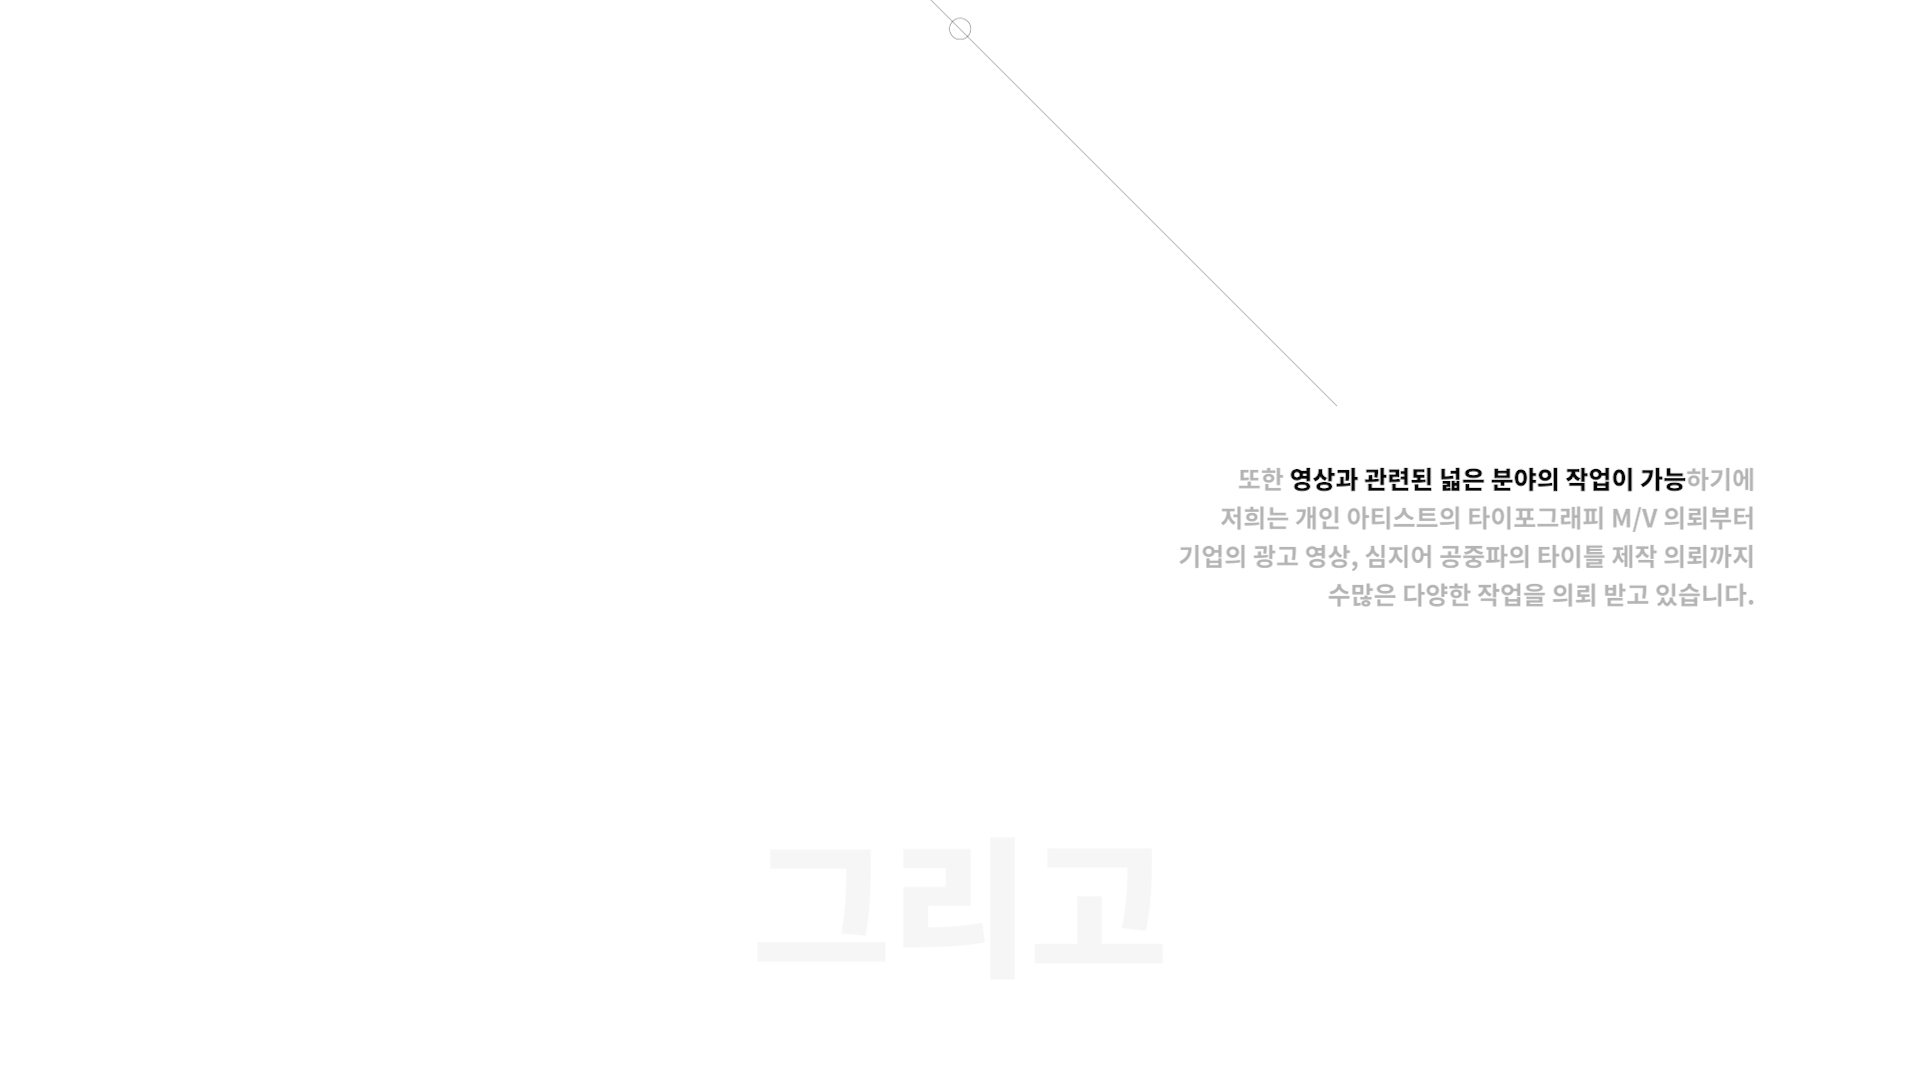 또한 영상과 관련된 넓은 분야의 작업이 가능하기에
저희는 개인 아티스트의 타이포그래피 M/V 의뢰부터
기업의 광고 영상, 심지어 공중파의 타이틀 제작 의뢰까지
수많은 다양한 작업을 의뢰 받고 있습니다.
그리고